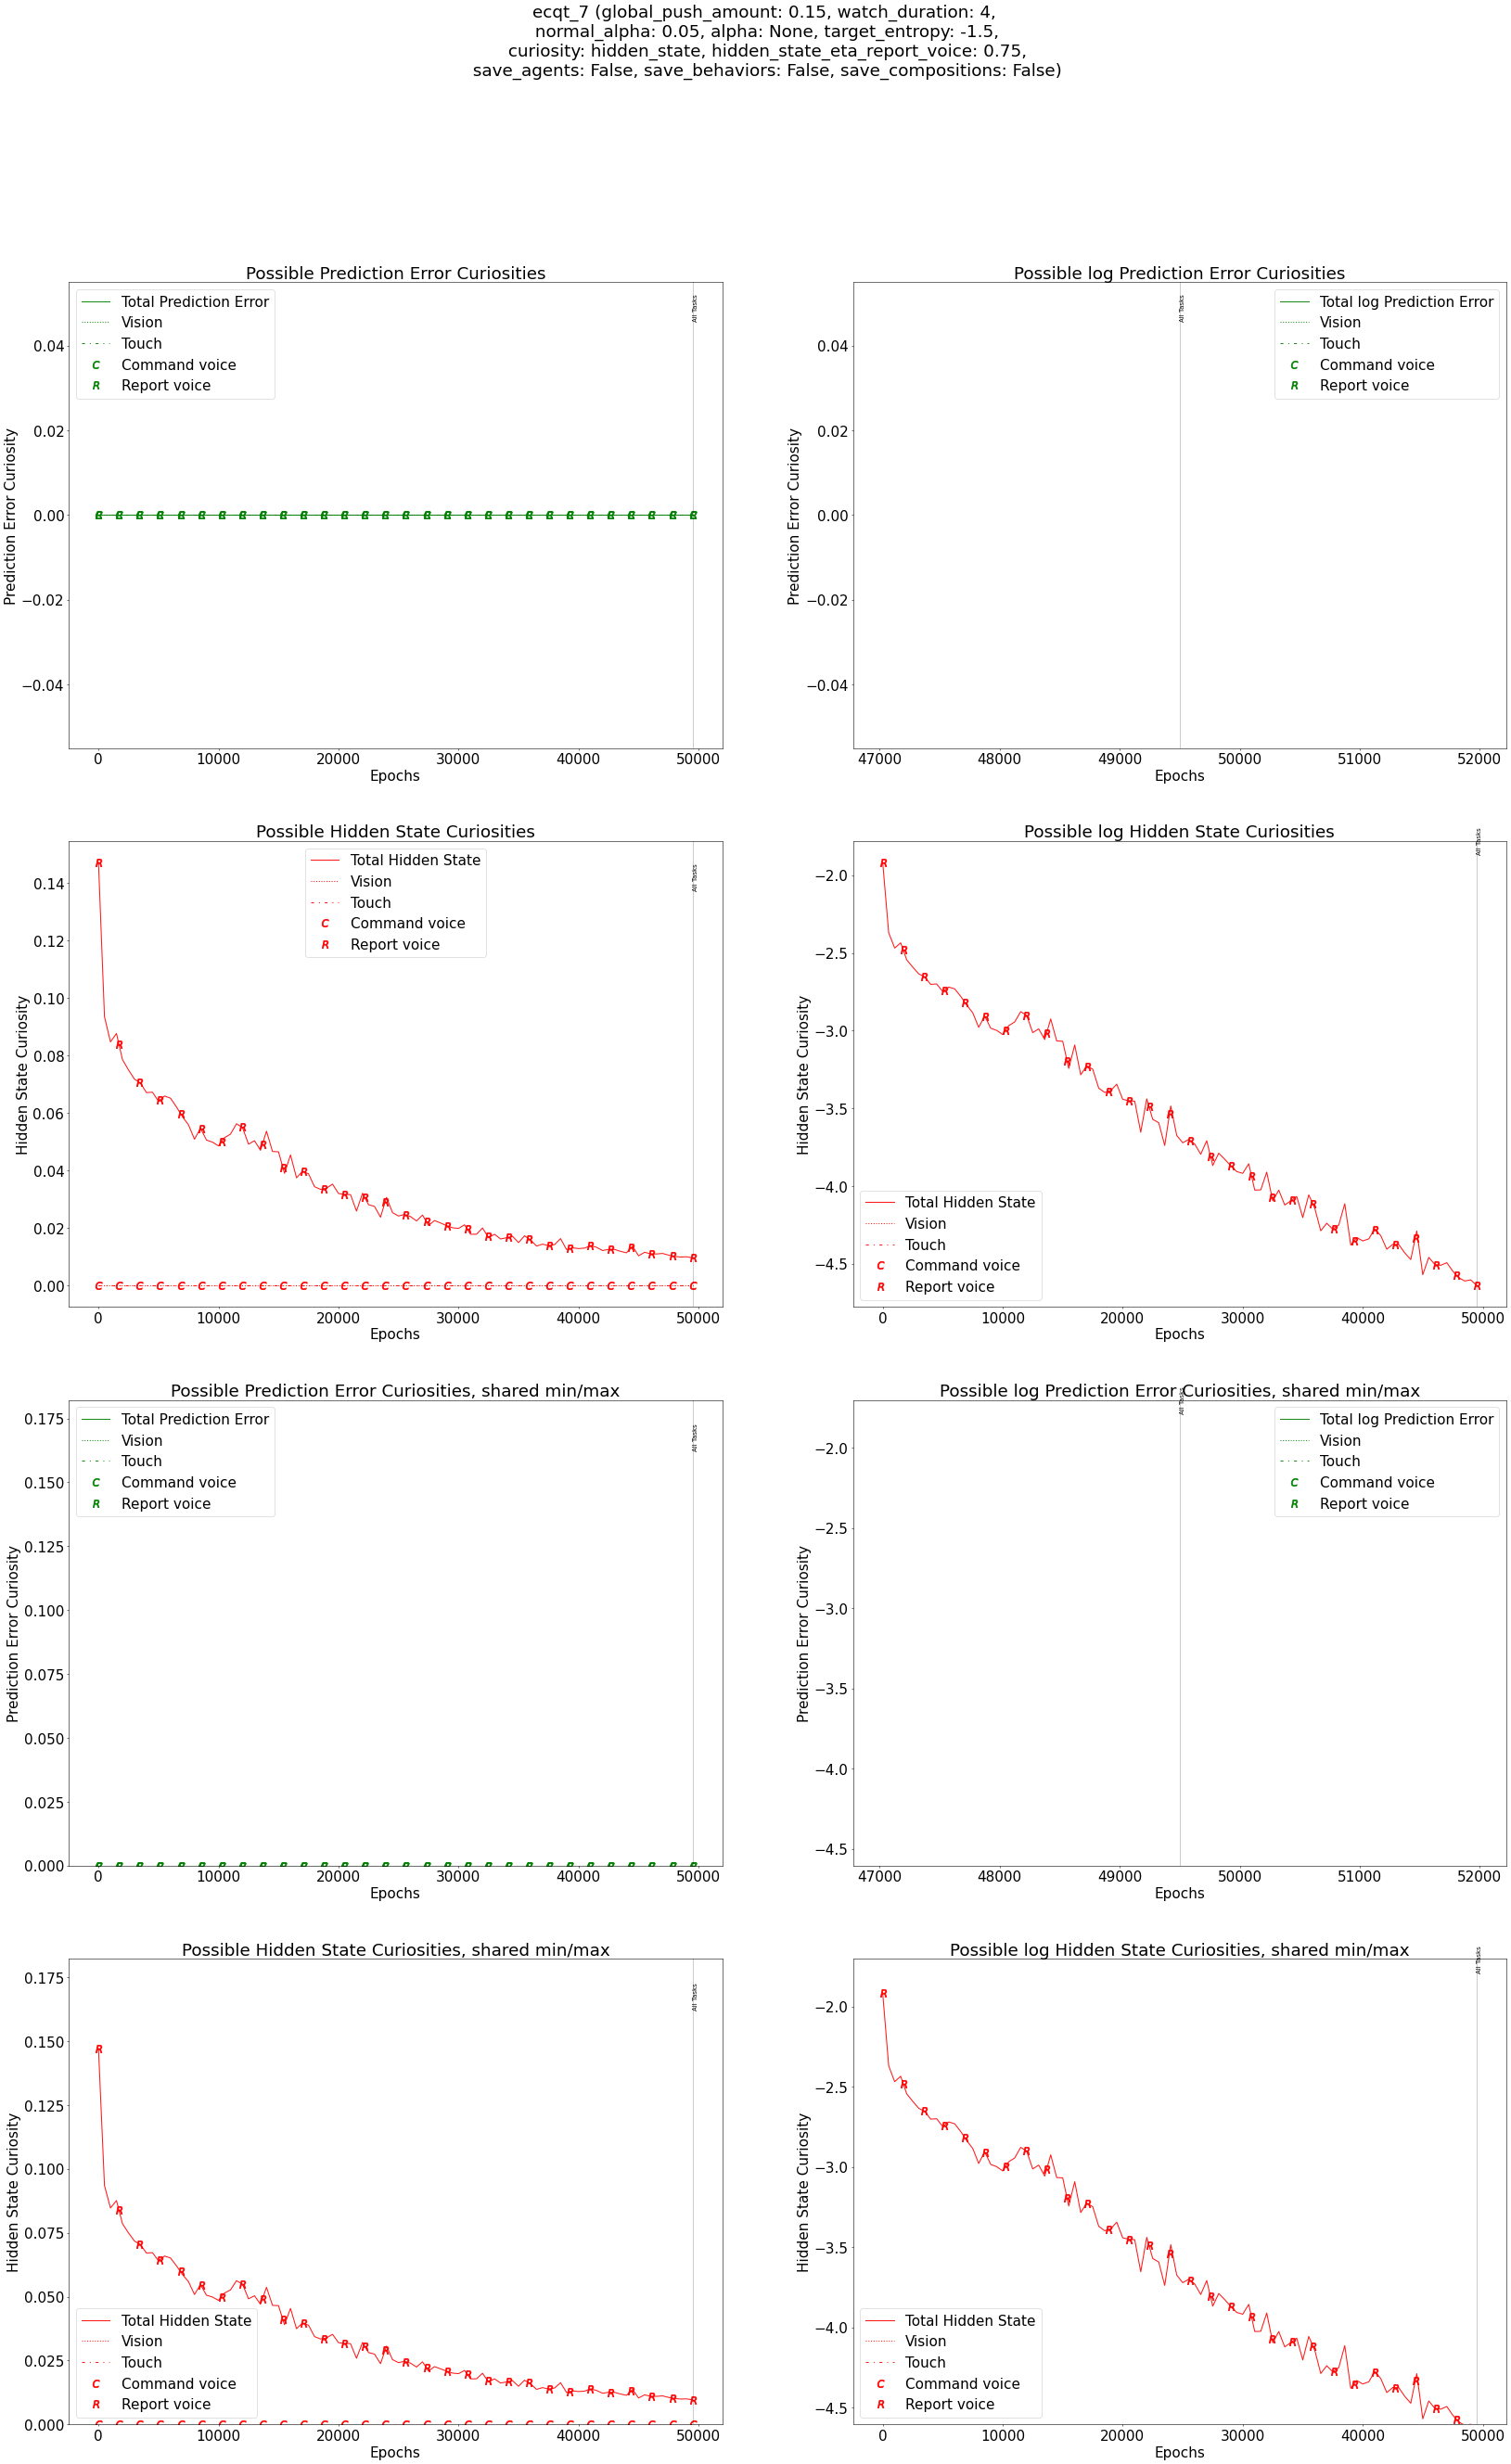 ecqt_7 (global_push_amount: 0.15, watch_duration: 4,
normal_alpha: 0.05, alpha: None, target_entropy: -1.5,
curiosity: hidden_state, hidden_state_eta_report_voice: 0.75,
save_agents: False, save_behaviors: False, save_compositions: False)
Possible Prediction Error Curiosities
Total Prediction Error
Vision
Touch
C Command voice
R Report voice
All Tasks
Prediction Error Curiosity
0.04
0.02
0.00
−0.02
−0.04
0 10000 20000 30000 40000 50000
Epochs
Possible log Prediction Error Curiosities
Total log Prediction Error
Vision
Touch
C Command voice
R Report voice
All Tasks
Prediction Error Curiosity
0.04
0.02
0.00
−0.02
−0.04
47000 48000 49000 50000 51000 52000
Epochs
Possible Hidden State Curiosities
Total Hidden State
Vision
Touch
C Command voice
R Report voice
All Tasks
Hidden State Curiosity
0.14
0.12
0.10
0.08
0.06
0.04
0.02
0.00
0 10000 20000 30000 40000 50000
Epochs
Possible log Hidden State Curiosities
All Tasks
Hidden State Curiosity
−2.0
−2.5
−3.0
−3.5
−4.0
−4.5
Total Hidden State
Vision
Touch
C Command voice
R Report voice
0 10000 20000 30000 40000 50000
Epochs
Possible Prediction Error Curiosities, shared min/max
Total Prediction Error
Vision
Touch
C Command voice
R Report voice
All Tasks
Prediction Error Curiosity
0.175
0.150
0.125
0.100
0.075
0.050
0.025
0.000
0 10000 20000 30000 40000 50000
Epochs
Possible log Prediction Error Curiosities, shared min/max
Total log Prediction Error
Vision
Touch
C Command voice
R Report voice
All Tasks
Prediction Error Curiosity
−2.0
−2.5
−3.0
−3.5
−4.0
−4.5
47000 48000 49000 50000 51000 52000
Epochs
Possible Hidden State Curiosities, shared min/max
All Tasks
Hidden State Curiosity
0.175
0.150
0.125
0.100
0.075
0.050
0.025
0.000
Total Hidden State
Vision
Touch
C Command voice
R Report voice
0 10000 20000 30000 40000 50000
Epochs
Possible log Hidden State Curiosities, shared min/max
All Tasks
Hidden State Curiosity
−2.0
−2.5
−3.0
−3.5
−4.0
−4.5
Total Hidden State
Vision
Touch
C Command voice
R Report voice
0 10000 20000 30000 40000 50000
Epochs